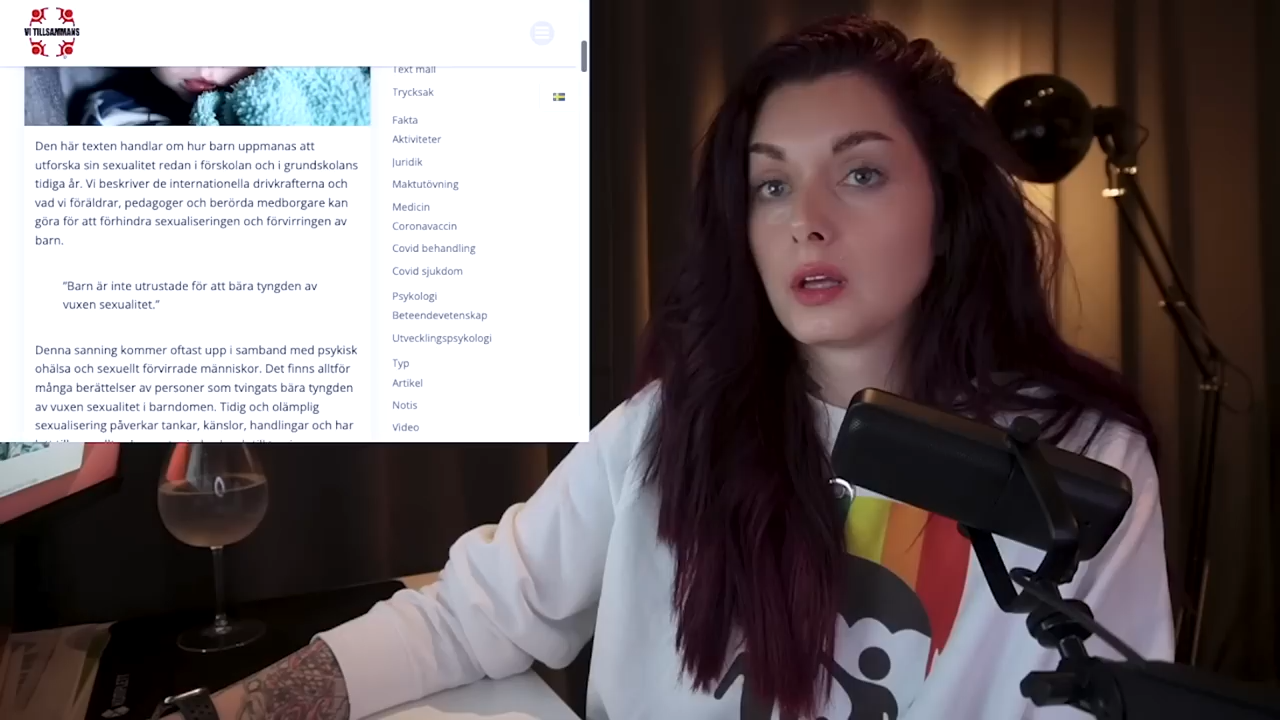 VI TILLSAMMANS
Den här texten handlar om hur barn uppmanas att
utforska sin sexualitet redan i förskolan och i grundskolans
tidiga år. Vi beskriver de internationella drivkrafterna och
vad vi föräldrar, pedagoger och berörda medborgare kan
göra för att förhindra sexualiseringen och förvirringen av
barn.
”Barn är inte utrustade för att bära tyngden av
vuxen sexualitet.”
Denna sanning kommer oftast upp i samband med psykisk
ohälsa och sexuellt förvirrade människor. Det finns alltför
många berättelser av personer som tvingats bära tyngden
av vuxen sexualitet i barndomen. Tidig och olämplig
sexualisering påverkar tankar, känslor, handlingar och har
Text mall
Trycksak
Fakta
Aktiviteter
Juridik
Maktutövning
Medicin
Coronavaccin
Covid behandling
Covid sjukdom
Psykologi
Beteendevetenskap
Utvecklingspsykologi
Typ
Artikel
Notis
Video